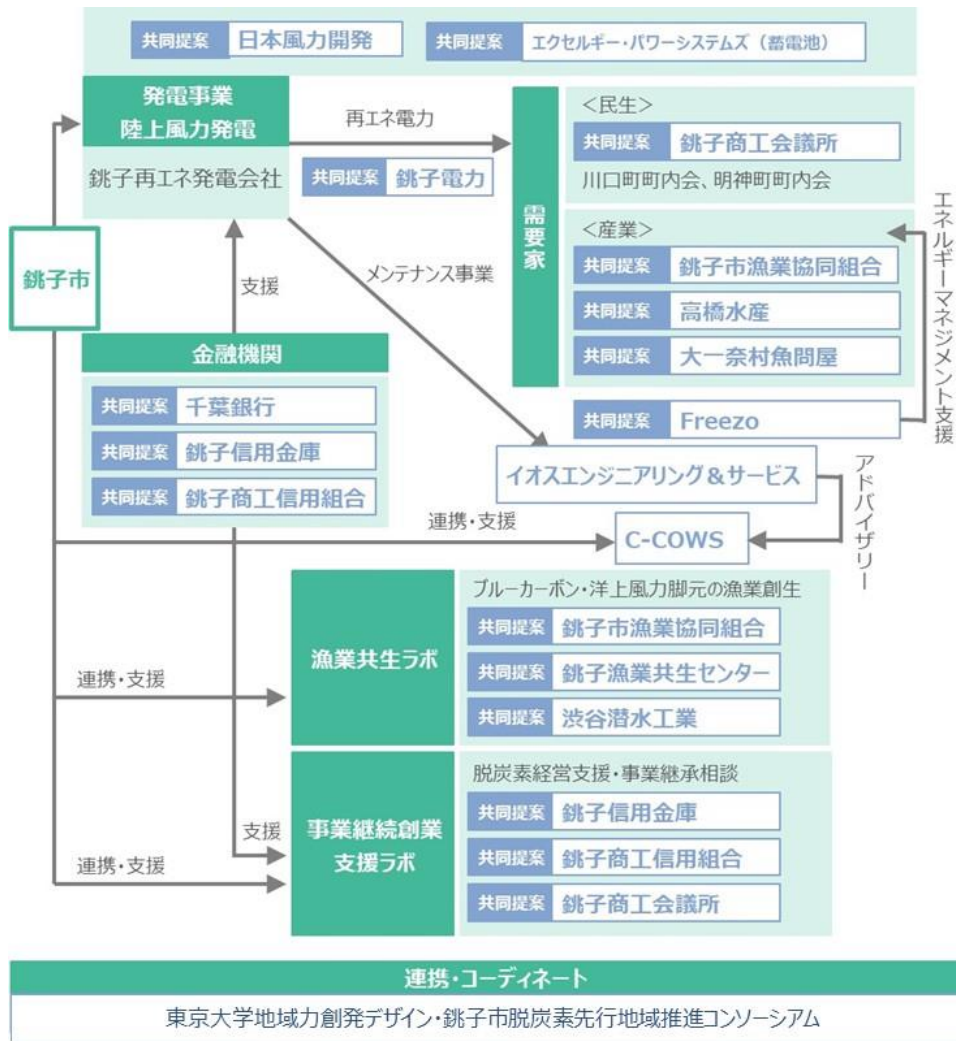 共同提案 日本風力開発
共同提案 エクセルギー・パワーシステムズ（蓄電池）
発電事業
陸上風力発電
銚子再エネ発電会社
再エネ電力
共同提案 銚子電力
需要家
＜民生＞
共同提案 銚子商工会議所
川口町町内会、明神町町内会
＜産業＞
共同提案 銚子市漁業協同組合
共同提案 高橋水産
共同提案 大一奈村魚問屋
共同提案 Freezo
エネルギーマネジメント支援
銚子市
支援
メンテナンス事業
金融機関
共同提案 千葉銀行
共同提案 銚子信用金庫
共同提案 銚子商工信用組合
イオスエンジニアリング＆サービス
アドバイザリー
連携・支援
C-COWS
漁業共生ラボ
ブルーカーボン・洋上風力脚元の漁業創生
共同提案 銚子市漁業協同組合
共同提案 銚子漁業共生センター
共同提案 渋谷潜水工業
連携・支援
事業継続創業
支援ラボ
脱炭素経営支援・事業継承相談
共同提案 銚子信用金庫
共同提案 銚子商工信用組合
共同提案 銚子商工会議所
支援
連携・支援
連携・コーディネート
東京大学地域力創発デザイン・銚子市脱炭素先行地域推進コンソーシアム